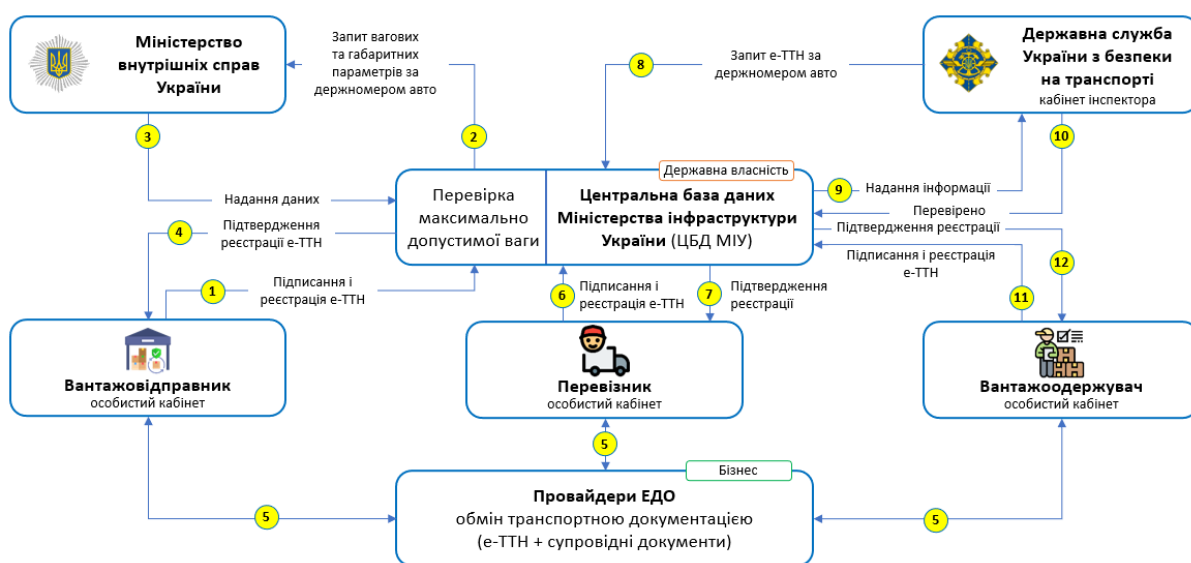 Міністерство
внутрішніх справ
України
Запит вагових
та габаритних
параметрів за
держномером авто
8
Запит е-ТТН за
держномером авто
Державна служба
України з безпеки
на транспорті
кабінет інспектора
3
2
10
Державна власність
Надання даних
Перевірка
максимально
допустимої ваги
Центральна база даних
Міністерства інфраструктури
України (ЦБД МІУ)
9
Надання інформації
Перевірено
4
Підтвердження
реєстрації е-ТТН
Підтвердження реєстрації
1
Підписання і
реєстрація е-ТТН
6
Підписання і
реєстрація е-ТТН
7
Підтвердження
реєстрації
Підписання і реєстрація
е-ТТН
11
12
Вантажовідправник
особистий кабінет
Перевізник
особистий кабінет
Вантажоодержувач
особистий кабінет
5
5
5
Бізнес
Провайдери ЕДО
обмін транспортною документацією
(е-ТТН + супровідні документи)